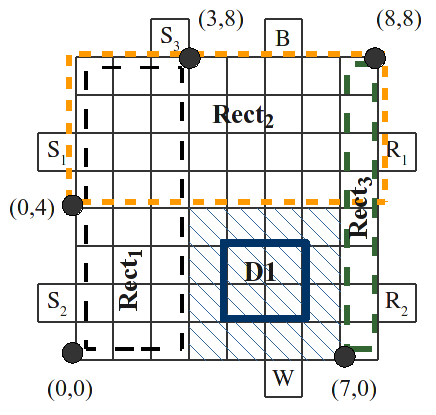 (3,8)
(8,8)
S3
B
Rect2
S1
R1
Rect3
(0,4)
D1
Rect1
S2
R2
W
(0,0)
(7,0)